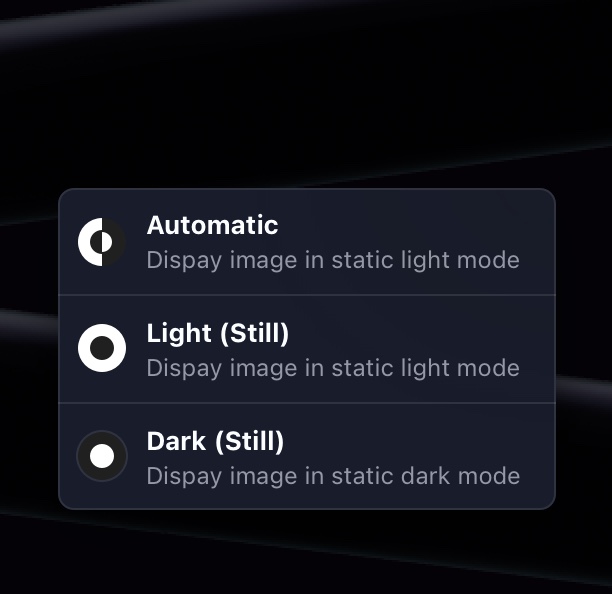 Automatic
Dispay image in static light mode
Light (Still)
Dispay image in static light mode
Dark (Still)
Dispay image in static dark mode